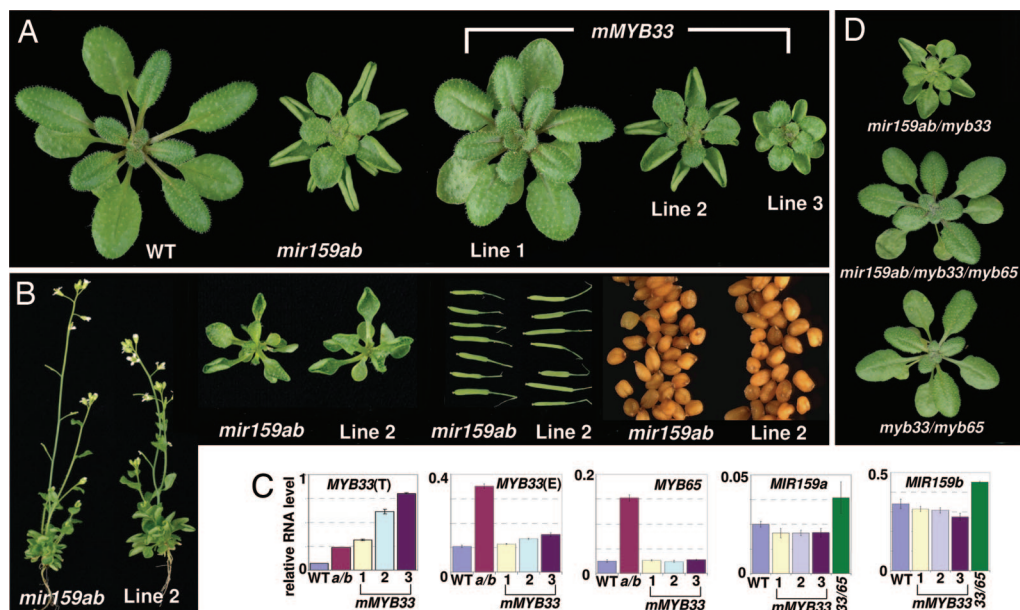 A
mMYB33
WT
mir159ab
Line 1
Line 2
Line 3
D
mir159ab/myb33
mir159ab/myb33/myb65
myb33/myb65
B
mir159ab
Line 2
mir159ab
Line 2
mir159ab
Line 2
mir159ab
Line 2
C
relative RNA level
MYB33(T)
1
0.5
0
WT a/b 1 2 3
mMYB33
MYB33(E)
0.4
0
WT a/b 1 2 3
mMYB33
MYB65
0.2
0
WT a/b 1 2 3
mMYB33
MIR159a
0.05
0
WT 1 2 3 33/65
mMYB33
MIR159b
0.5
0
WT 1 2 3 33/65
mMYB33